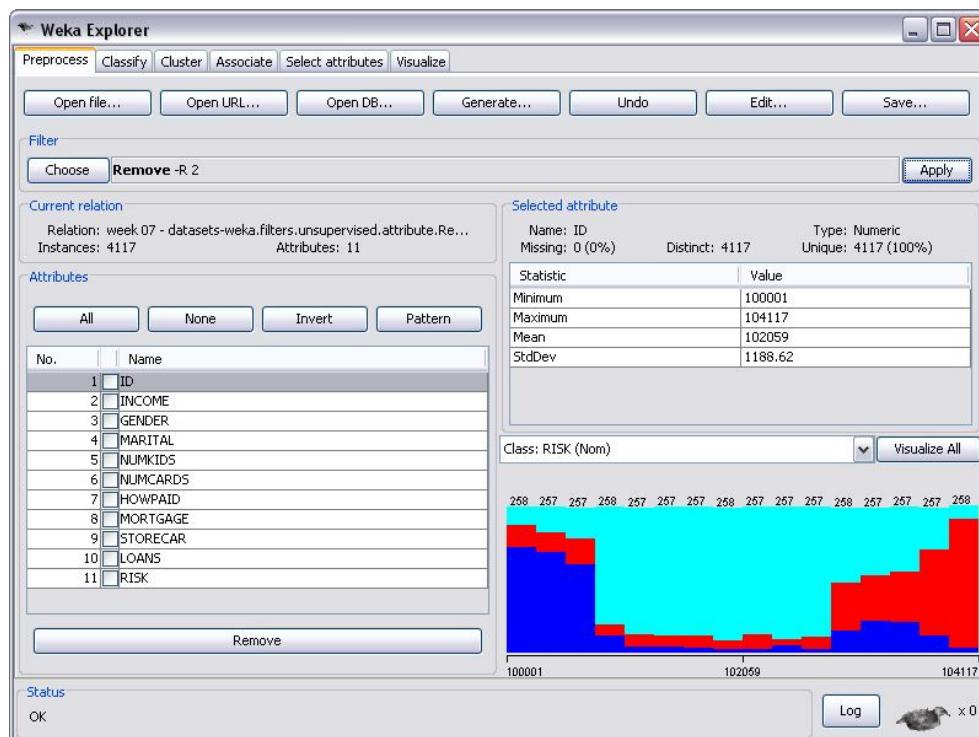 Weka Explorer
Preprocess Classify Cluster Associate Select attributes Visualize
Open file... Open URL... Open DB... Generate... Undo Edit... Save...
Filter
Choose Remove -R 2 Apply
Current relation
Relation: week 07 - datasets-weka.filters.unsupervised.attribute.Re...
Instances: 4117 Attributes: 11
Attributes
All None Invert Pattern
No. Name
1 ID
2 INCOME
3 GENDER
4 MARITAL
5 NUMKIDS
6 NUMCARDS
7 HOWPAID
8 MORTGAGE
9 STORECAR
10 LOANS
11 RISK
Remove
Selected attribute
Name: ID Type: Numeric
Missing: 0 (0%) Distinct: 4117 Unique: 4117 (100%)
Statistic Value
Minimum 100001
Maximum 104117
Mean 102059
StdDev 1188.62
Class: RISK (Nom) Visualize All
258 257 257 258 257 257 257 258 257 257 257 258 257 257 257 258
100001 102059 104117
Status
OK Log x 0